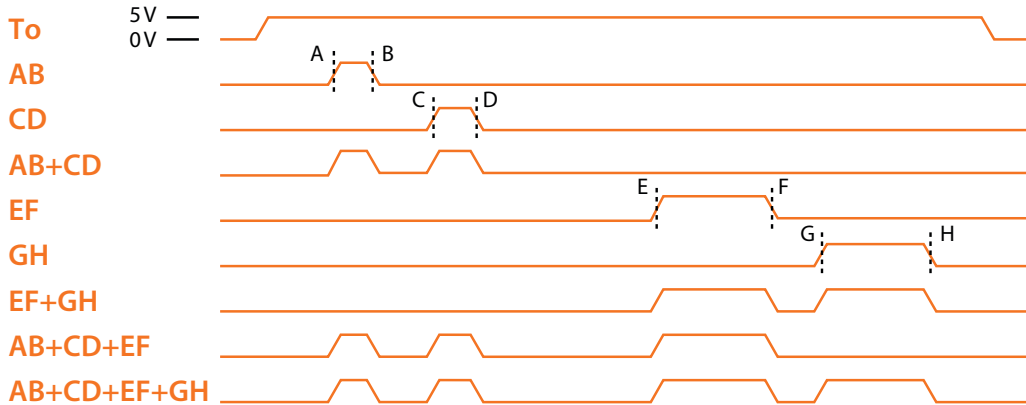 To
5V
0V
AB
A B
CD
C D
AB+CD
EF
E F
GH
G H
EF+GH
AB+CD+EF
AB+CD+EF+GH